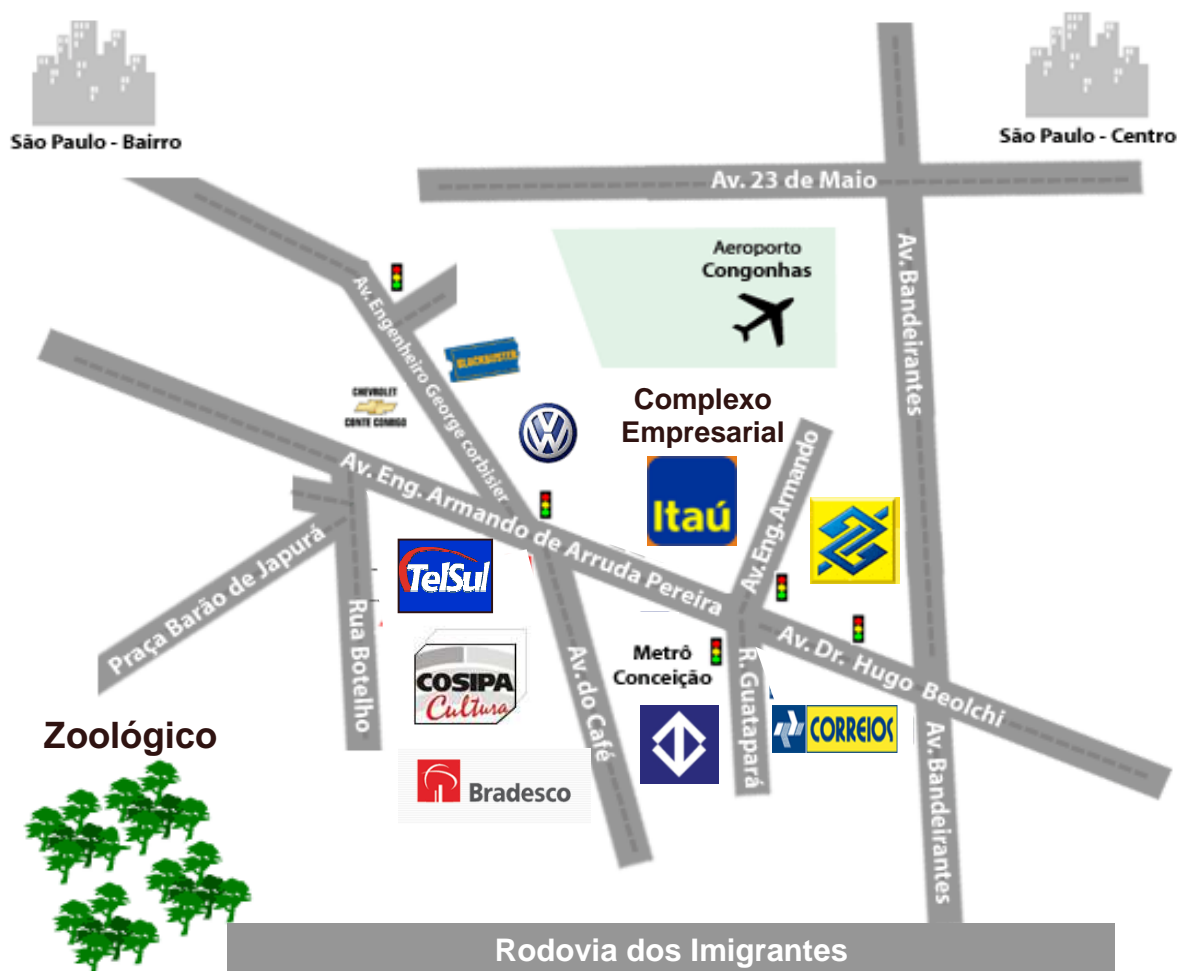 São Paulo - Bairro
São Paulo - Centro
Av. 23 de Maio
Aeroporto
Congonhas
Av. Bandeirantes
Av. Engenheiro George corbisier
BLOCKBUSTER
CHEVROLET
CONTE COMIGO
Complexo
Empresarial
Itaú
Av. Eng. Armando de Arruda Pereira
Av.Eng.Armando
TelSul
Praça Barão de Japurá
Rua Botelho
COSIPA
Cultura
Av. do Café
Metrô
Conceição
R. Guatapará
Av. Dr. Hugo Beolchi
CORREIOS
Av. Bandeirantes
Zoológico
Bradesco
Rodovia dos Imigrantes